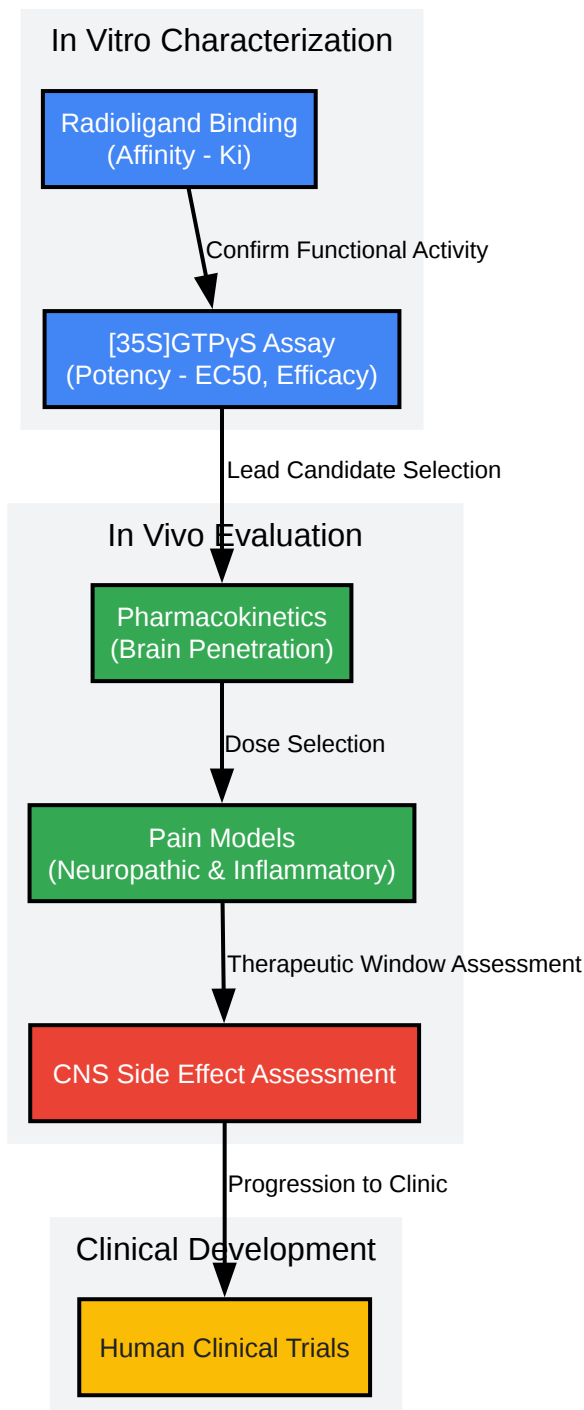 In Vitro Characterization
Radioligand Binding
(Affinity - Ki)
Confirm Functional Activity
[35S]GTPγS Assay
(Potency - EC50, Efficacy)
Lead Candidate Selection
In Vivo Evaluation
Pharmacokinetics
(Brain Penetration)
Dose Selection
Pain Models
(Neuropathic & Inflammatory)
Therapeutic Window Assessment
CNS Side Effect Assessment
Progression to Clinic
Clinical Development
Human Clinical Trials